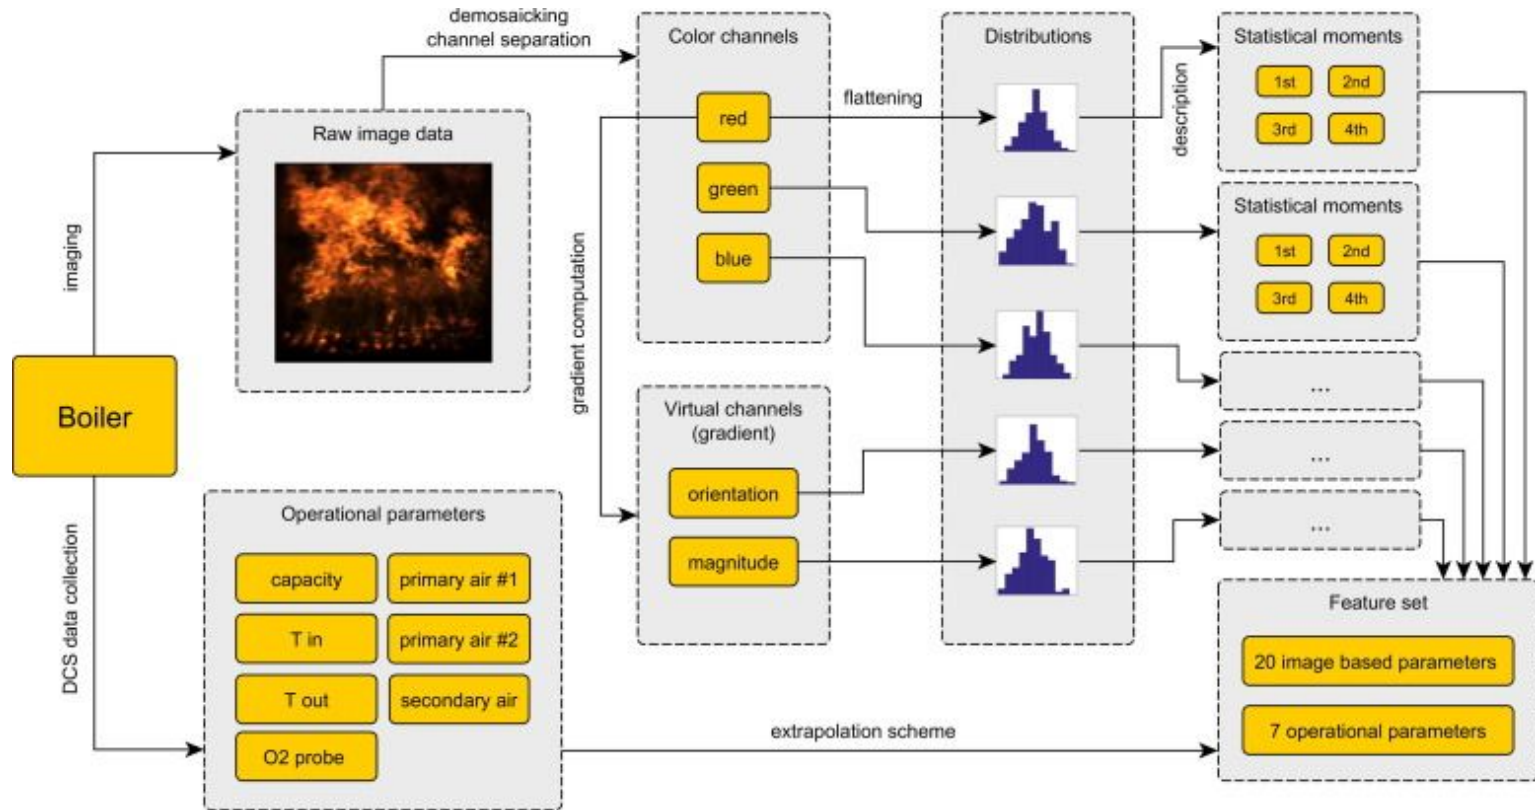 demosaicking
channel separation
Color channels
red
green
blue
flattening
Distributions
description
Statistical moments
1st
2nd
3rd
4th
Statistical moments
1st
2nd
3rd
4th
...
...
...
Raw image data
imaging
Boiler
DCS data collection
gradient computation
Virtual channels
(gradient)
orientation
magnitude
Operational parameters
capacity
primary air #1
T in
primary air #2
T out
secondary air
O2 probe
extrapolation scheme
Feature set
20 image based parameters
7 operational parameters